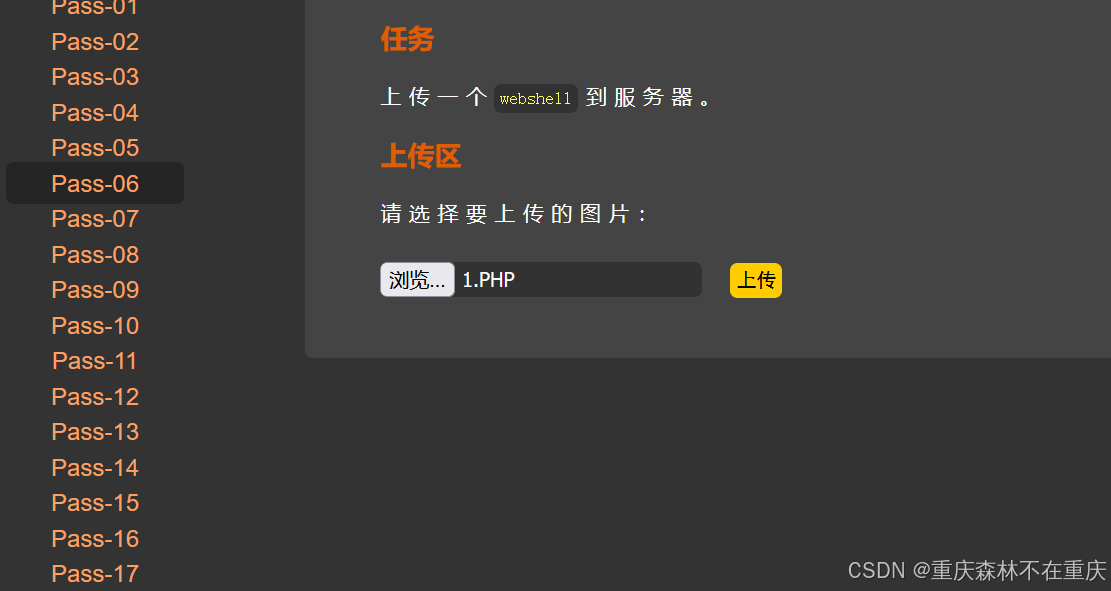 Pass-01
Pass-02
Pass-03
Pass-04
Pass-05
Pass-06
Pass-07
Pass-08
Pass-09
Pass-10
Pass-11
Pass-12
Pass-13
Pass-14
Pass-15
Pass-16
Pass-17
任务
上传一个 webshell 到服务器。
上传区
请选择要上传的图片：
浏览... 1.PHP 上传
CSDN @重庆森林不在重庆